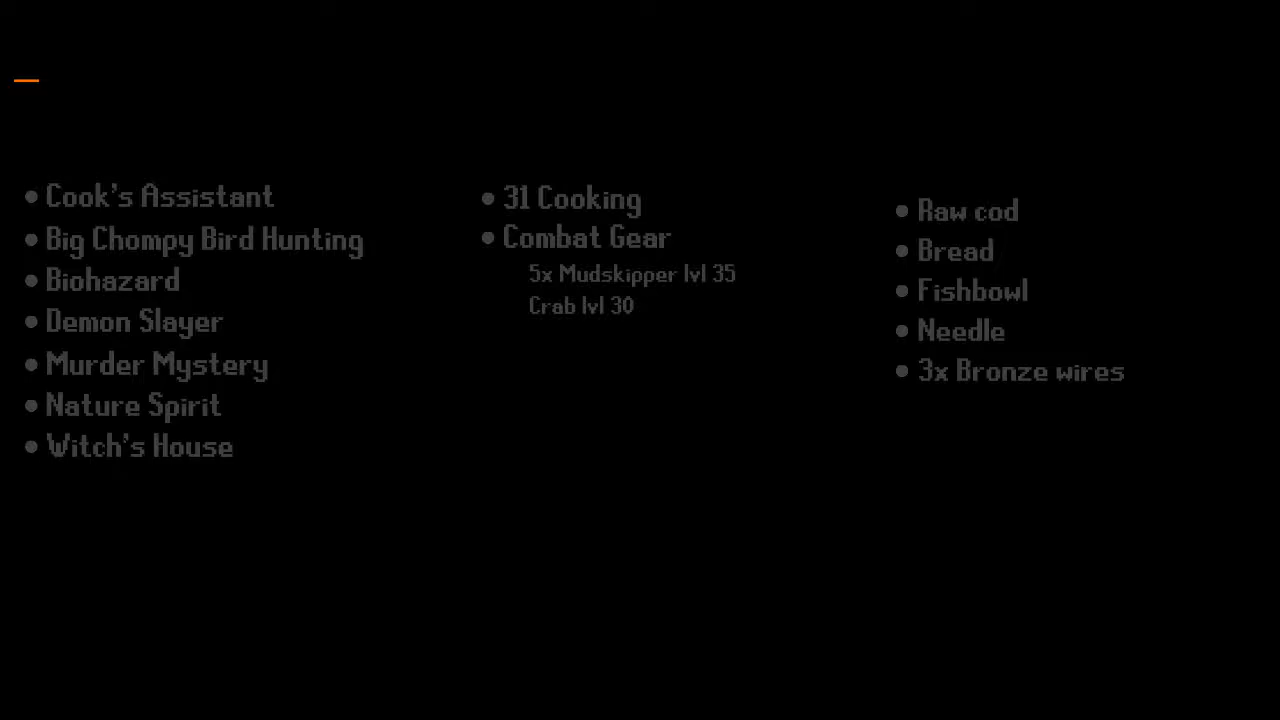 • Cook's Assistant
• Big Chompy Bird Hunting
• Biohazard
• Demon Slayer
• Murder Mystery
• Nature Spirit
• Witch's House
• 31 Cooking
• Combat Gear
5x Mudskipper lvl 35
Crab lvl 30
• Raw cod
• Bread
• Fishbowl
• Needle
• 3x Bronze wires